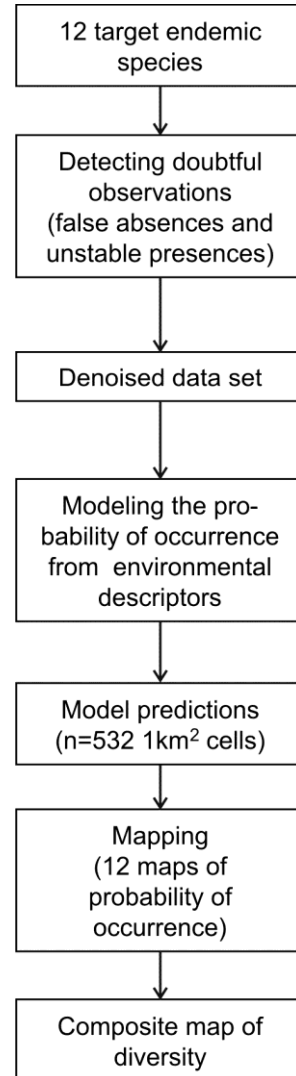 12 target endemic
species
Detecting doubtful
observations
(false absences and
unstable presences)
Denoised data set
Modeling the pro-
bability of occurrence
from environmental
descriptors
Model predictions
(n=532 1km² cells)
Mapping
(12 maps of
probability of
occurrence)
Composite map of
diversity